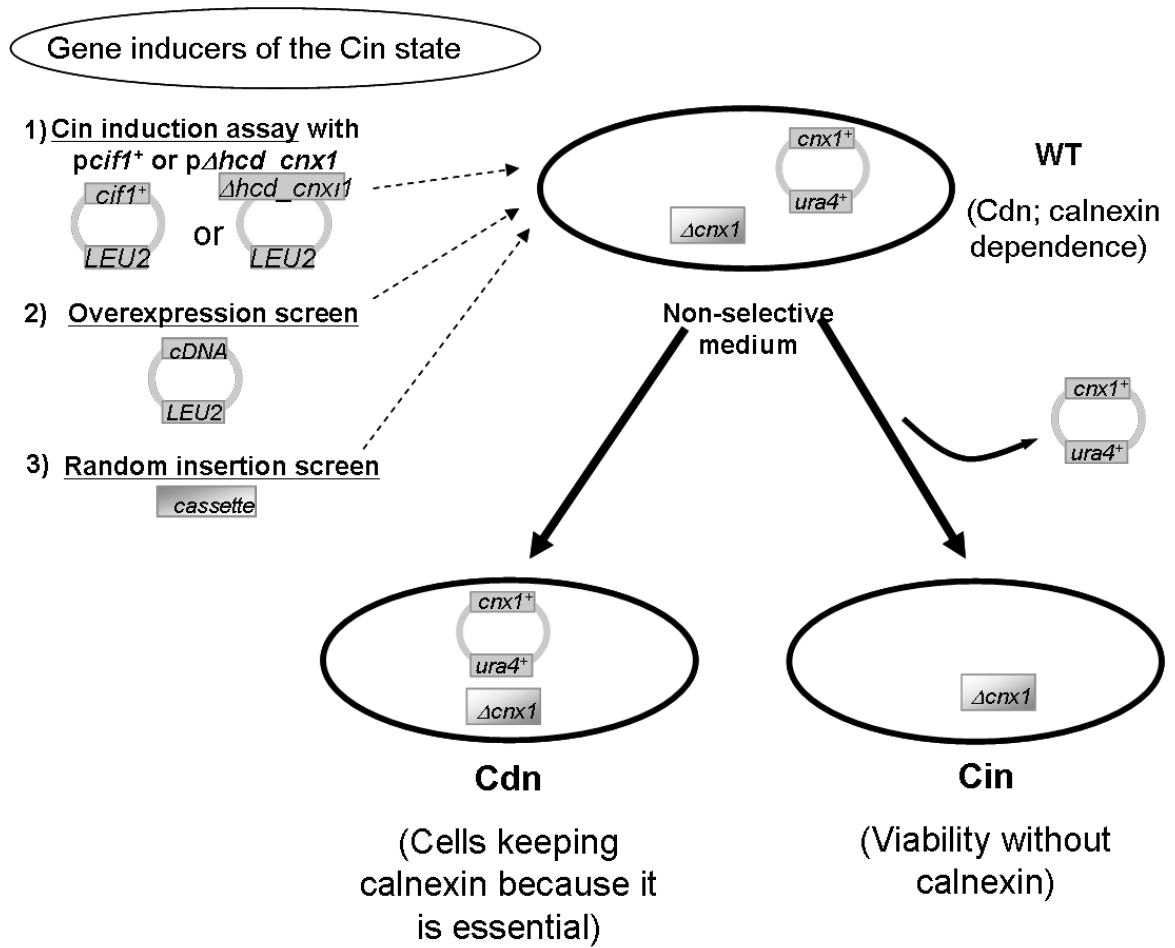 Gene inducers of the Cin state
1) Cin induction assay with
pcif1⁺ or pΔhcd_cnx1
cif1⁺
LEU2
or
Δhcd_cnx1
LEU2
2) Overexpression screen
cDNA
LEU2
3) Random insertion screen
cassette
cnx1⁺
ura4⁺
Δcnx1
WT
(Cdn; calnexin
dependence)
Non-selective
medium
cnx1⁺
ura4⁺
cnx1⁺
ura4⁺
Δcnx1
Cdn
(Cells keeping
calnexin because it
is essential)
Δcnx1
Cin
(Viability without
calnexin)